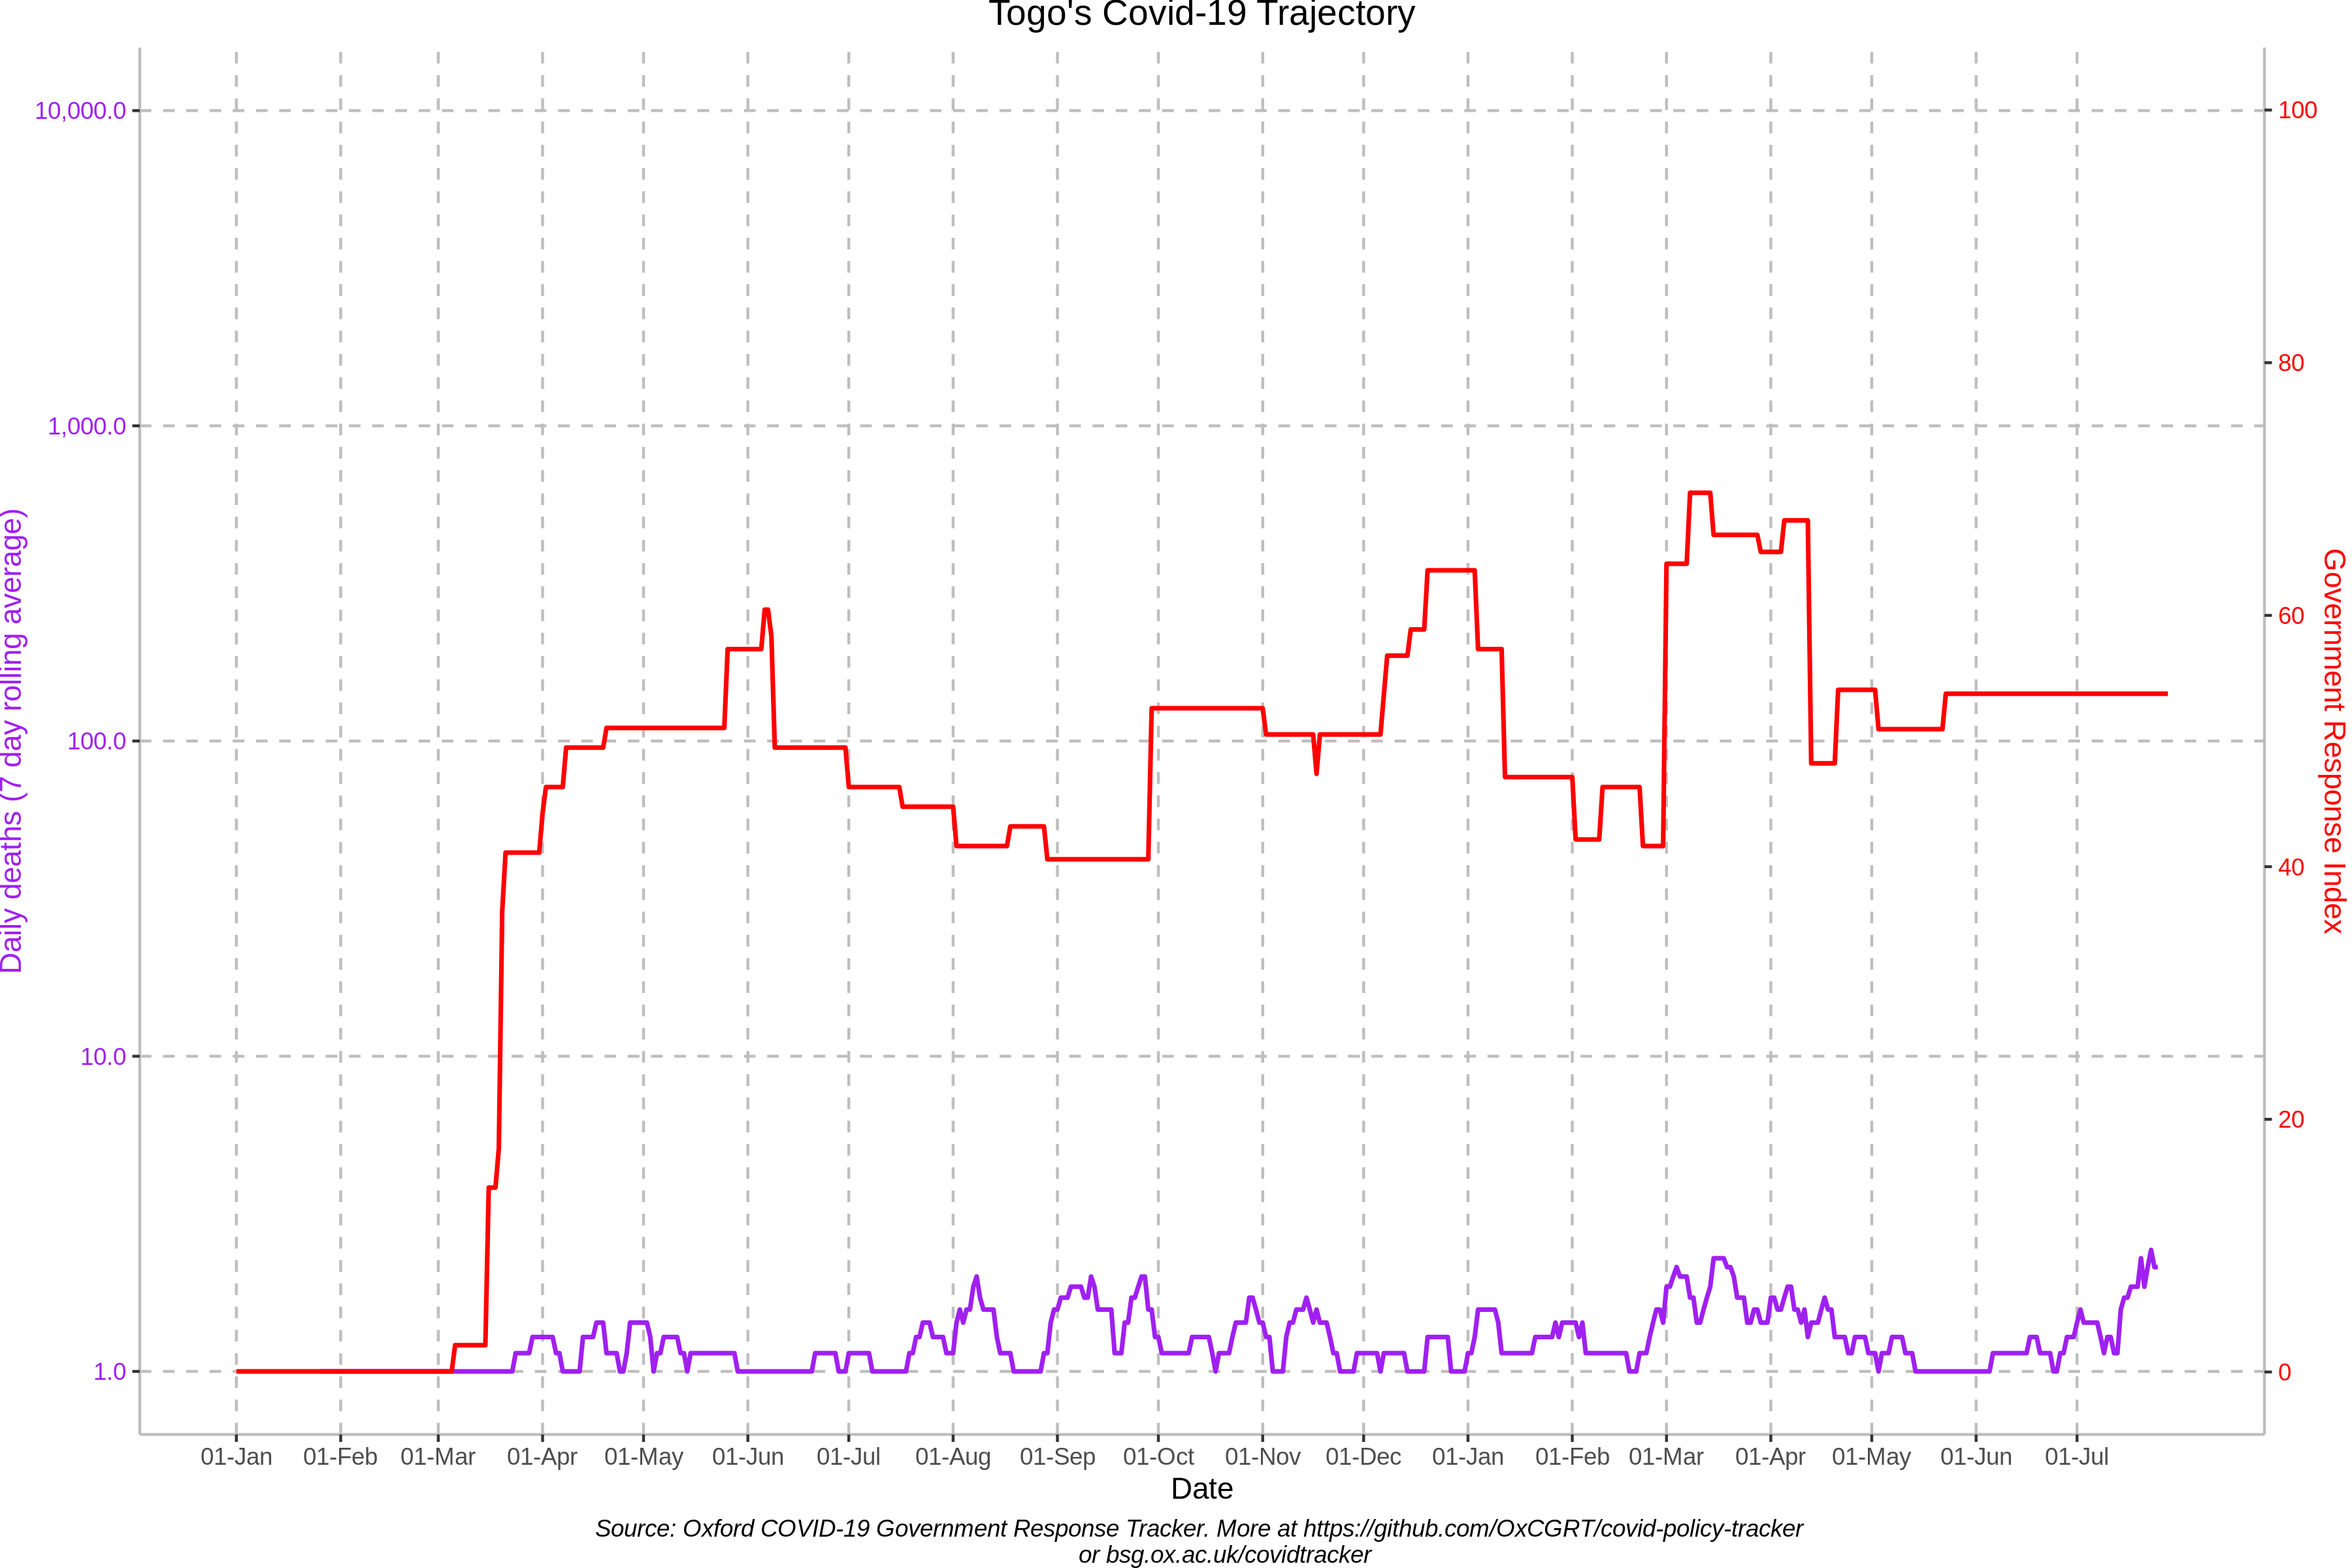 Togo's Covid-19 Trajectory
10,000.0
1,000.0
100.0
10.0
1.0
Daily deaths (7 day rolling average)
100
80
60
40
20
0
Government Response Index
01-Jan 01-Feb 01-Mar 01-Apr 01-May 01-Jun 01-Jul 01-Aug 01-Sep 01-Oct 01-Nov 01-Dec 01-Jan 01-Feb 01-Mar 01-Apr 01-May 01-Jun 01-Jul
Date
Source: Oxford COVID-19 Government Response Tracker. More at https://github.com/OxCGRT/covid-policy-tracker
or bsg.ox.ac.uk/covidtracker